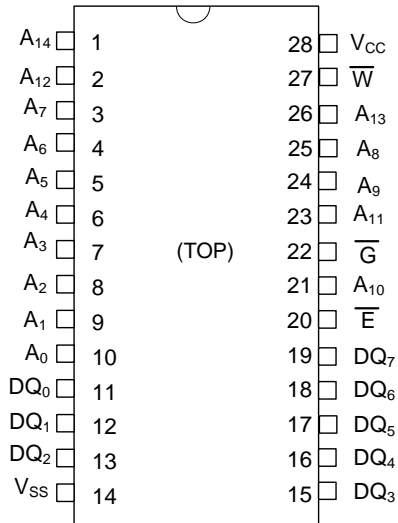 A₁₄ 1 28 V_CC
A₁₂ 2 27 W̅
A₇ 3 26 A₁₃
A₆ 4 25 A₈
A₅ 5 24 A₉
A₄ 6 23 A₁₁
A₃ 7 (TOP) 22 G̅
A₂ 8 21 A₁₀
A₁ 9 20 E̅
A₀ 10 19 DQ₇
DQ₀ 11 18 DQ₆
DQ₁ 12 17 DQ₅
DQ₂ 13 16 DQ₄
V_SS 14 15 DQ₃